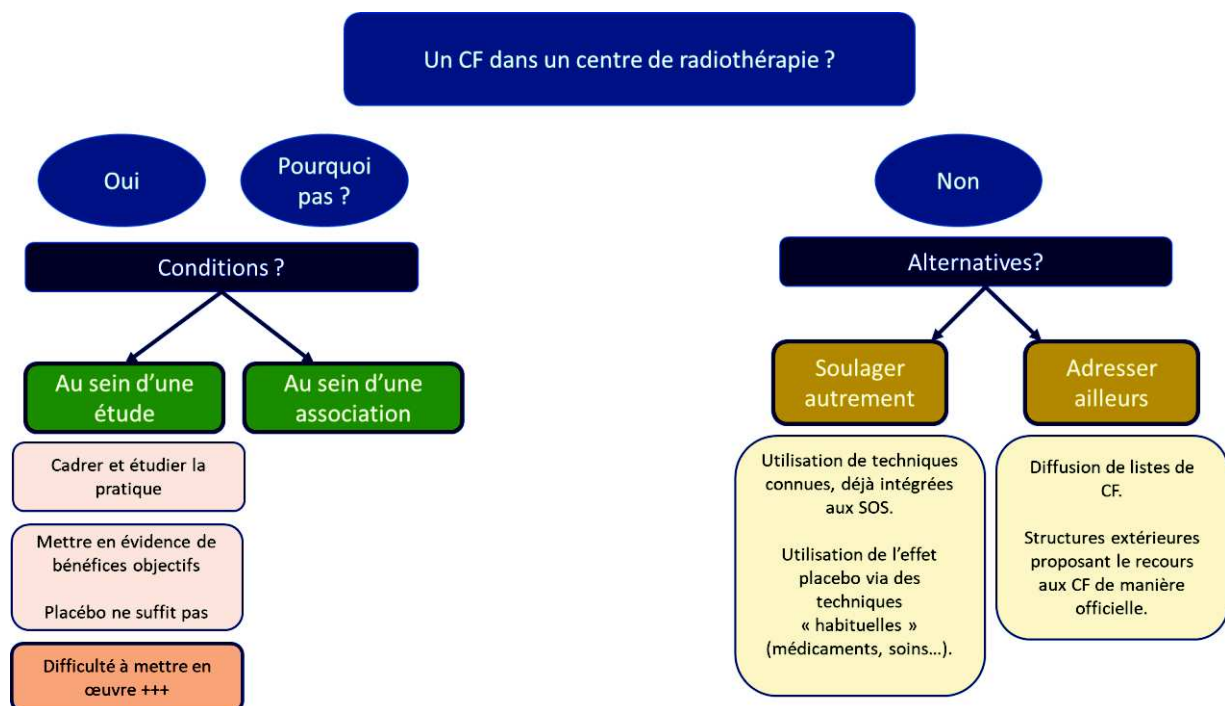 Un CF dans un centre de radiothérapie ?
Oui
Pourquoi
pas ?
Non
Conditions ?
Alternatives?
Au sein d’une
étude
Au sein d’une
association
Soulager
autrement
Adresser
ailleurs
Cadrer et étudier la
pratique
Mettre en évidence de
bénéfices objectifs
Placébo ne suffit pas
Difficulté à mettre en
œuvre +++
Utilisation de techniques
connues, déjà intégrées
aux SOS.
Utilisation de l’effet
placebo via des
techniques
« habituelles »
(médicaments, soins…).
Diffusion de listes de
CF.
Structures extérieures
proposant le recours
aux CF de manière
officielle.